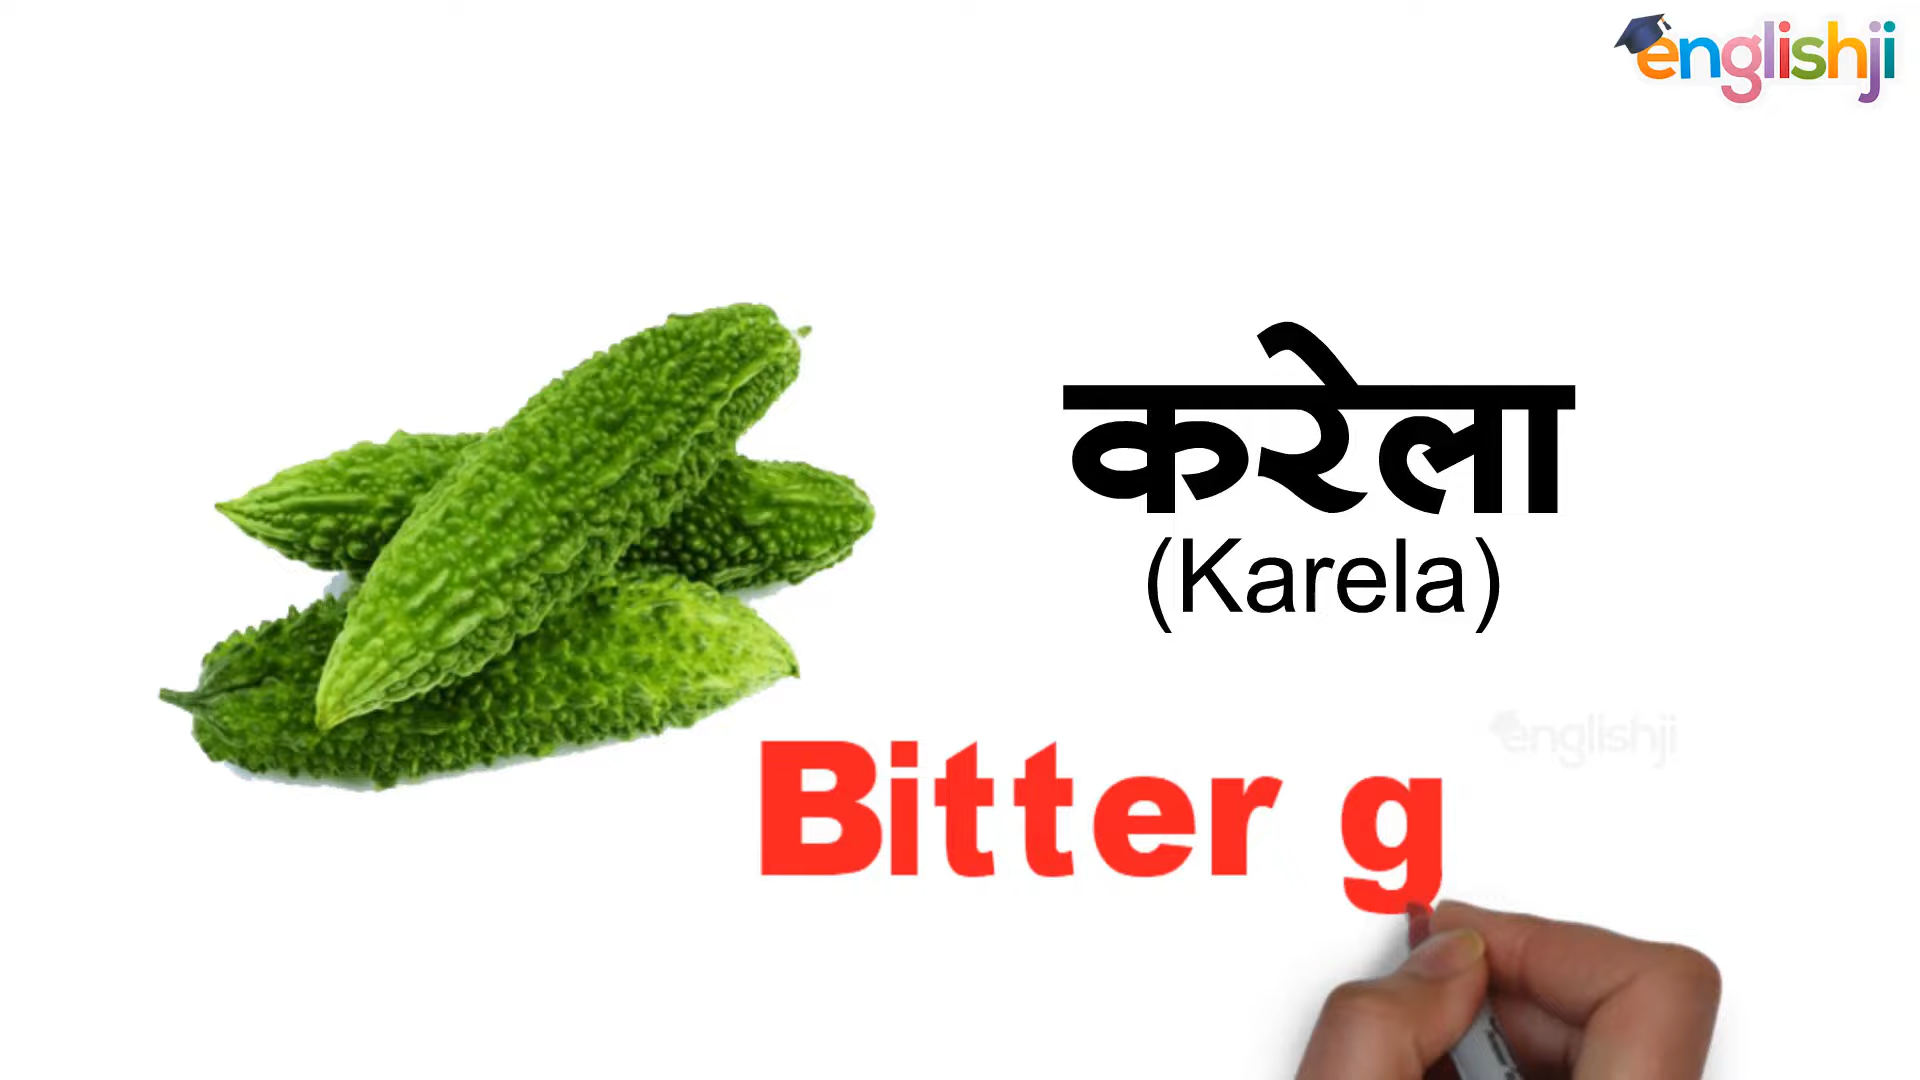 englishji
करेला
(Karela)
englishji
Bitter g